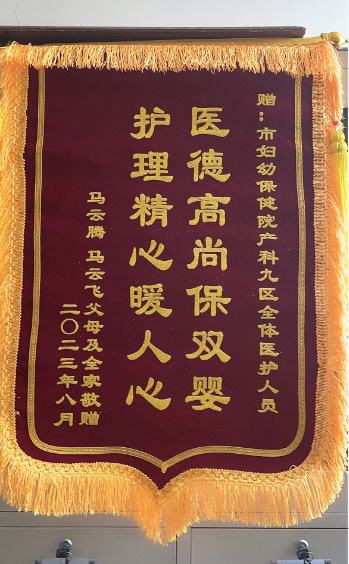 赠：市妇幼保健院产科九区全体医护人员
医德高尚保双婴
护理精心暖人心
马云腾 马云飞父母及全家敬赠
二〇二三年八月